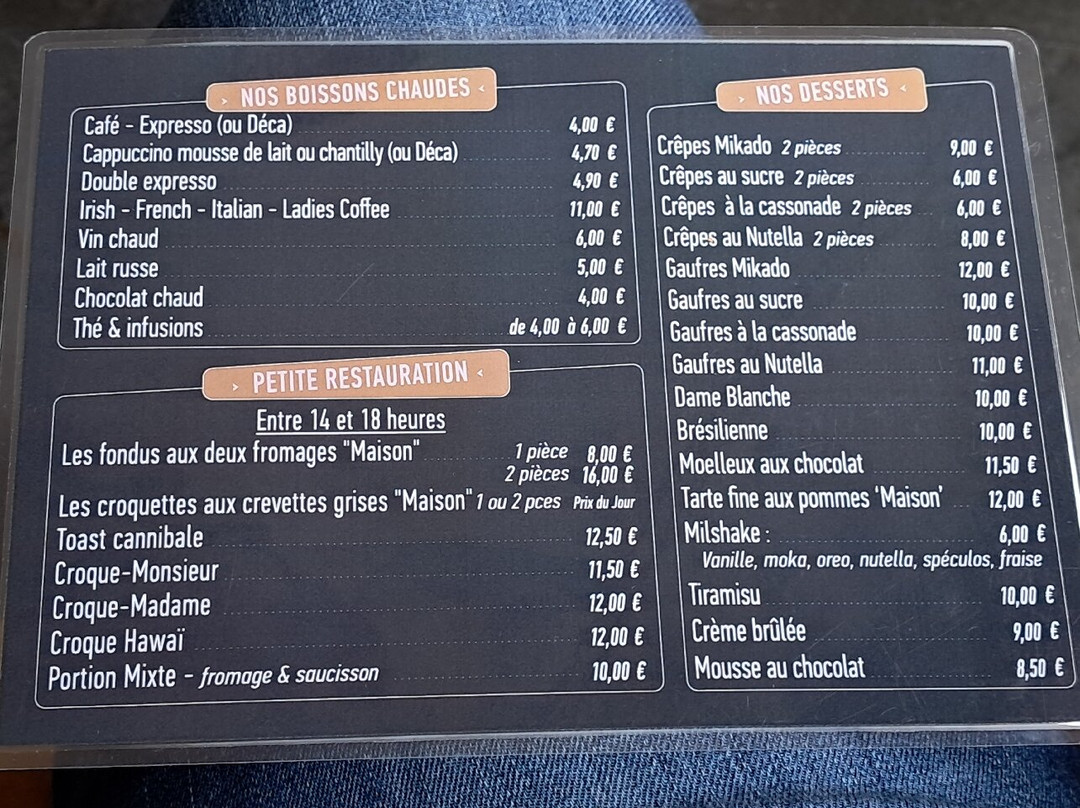 › NOS BOISSONS CHAUDES ‹
Café - Expresso (ou Déca) 4,00 €
Cappuccino mousse de lait ou chantilly (ou Déca) 4,70 €
Double expresso 4,90 €
Irish - French - Italian - Ladies Coffee 11,00 €
Vin chaud 6,00 €
Lait russe 5,00 €
Chocolat chaud 4,00 €
Thé & infusions de 4,00 à 6,00 €
› PETITE RESTAURATION ‹
Entre 14 et 18 heures
Les fondus aux deux fromages "Maison" 1 pièce 8,00 €
2 pièces 16,00 €
Les croquettes aux crevettes grises "Maison" 1 ou 2 pces Prix du Jour
Toast cannibale 12,50 €
Croque-Monsieur 11,50 €
Croque-Madame 12,00 €
Croque Hawaï 12,00 €
Portion Mixte - fromage & saucisson 10,00 €
› NOS DESSERTS ‹
Crêpes Mikado 2 pièces 9,00 €
Crêpes au sucre 2 pièces 6,00 €
Crêpes à la cassonade 2 pièces 6,00 €
Crêpes au Nutella 2 pièces 8,00 €
Gaufres Mikado 12,00 €
Gaufres au sucre 10,00 €
Gaufres à la cassonade 10,00 €
Gaufres au Nutella 11,00 €
Dame Blanche 10,00 €
Brésilienne 10,00 €
Moelleux aux chocolat 11,50 €
Tarte fine aux pommes 'Maison' 12,00 €
Milshake : 6,00 €
Vanille, moka, oreo, nutella, spéculos, fraise
Tiramisu 10,00 €
Crème brûlée 9,00 €
Mousse au chocolat 8,50 €